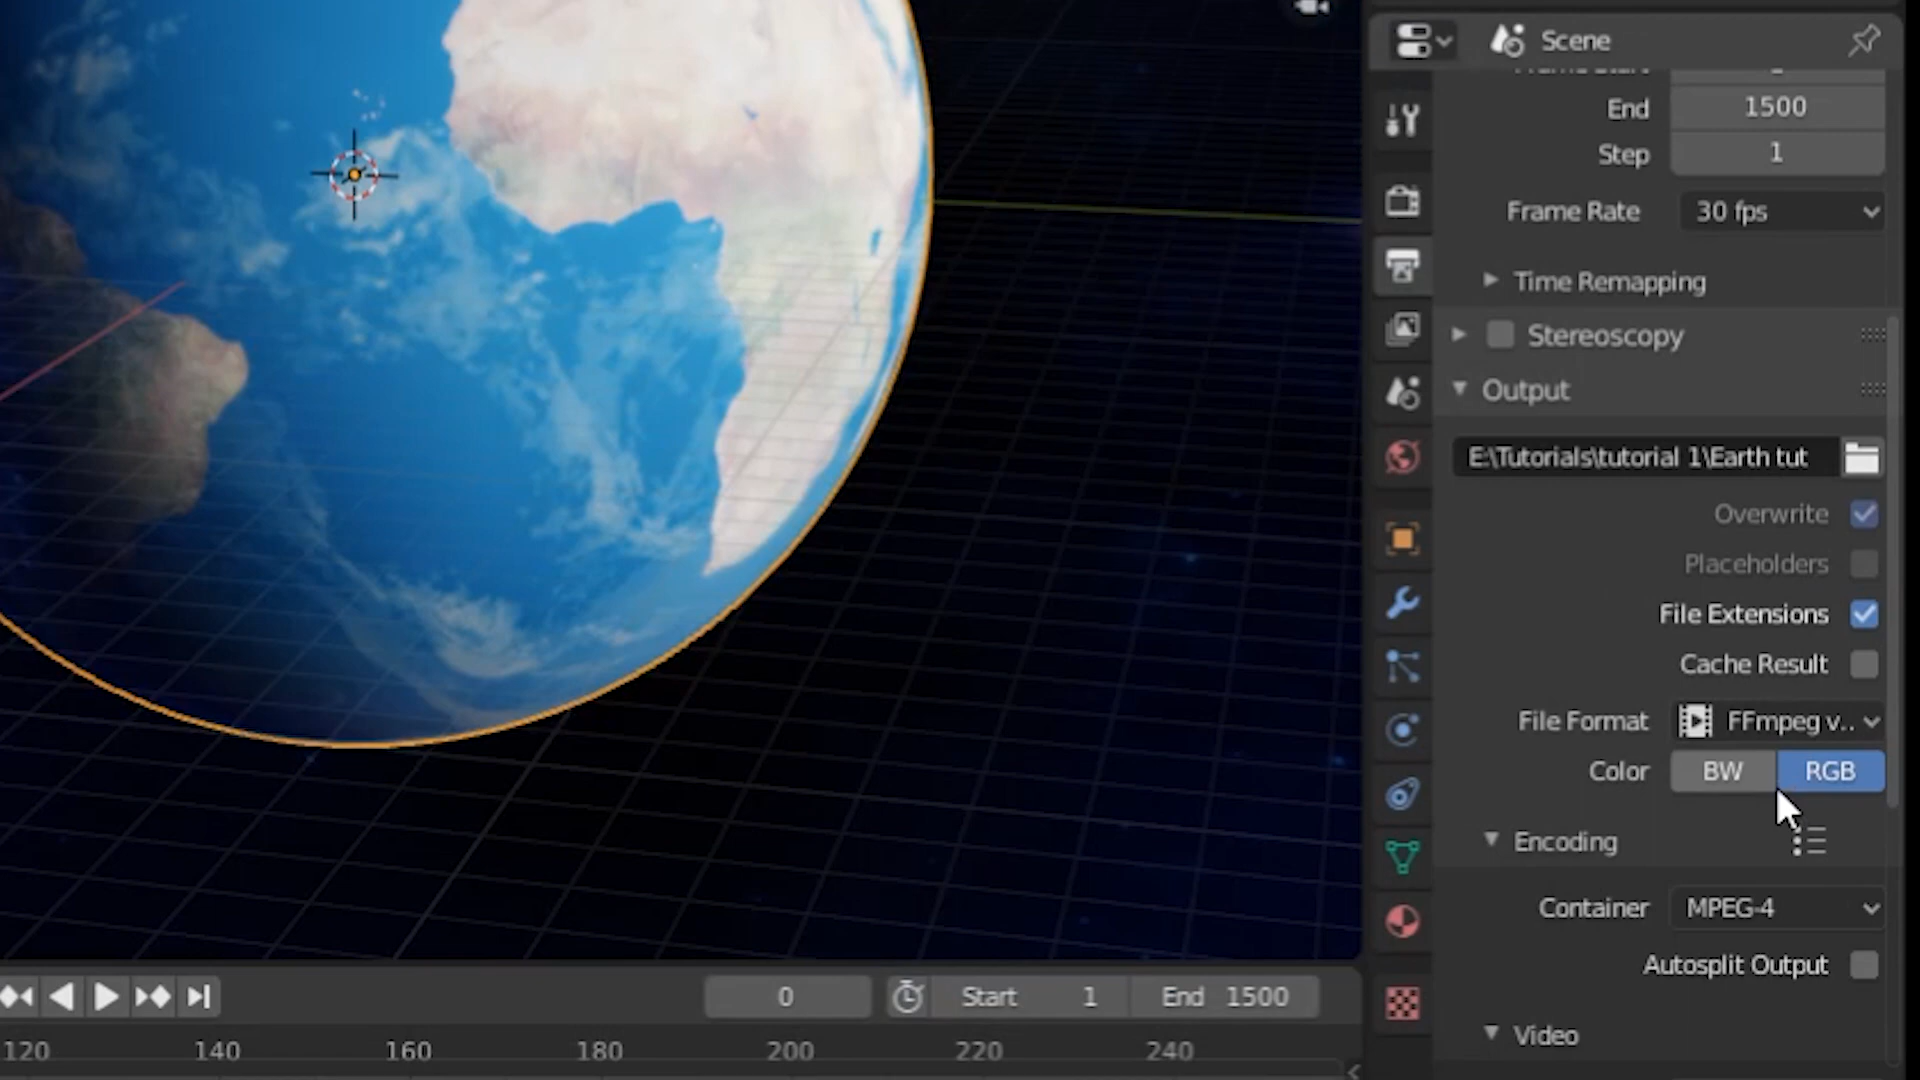 Scene
End 1500
Step 1
Frame Rate 30 fps
Time Remapping
Stereoscopy
Output
E:\Tutorials\tutorial 1\Earth tut
Overwrite
Placeholders
File Extensions
Cache Result
File Format FFmpeg v..
Color BW RGB
Encoding
Container MPEG-4
Autosplit Output
Video
0 Start 1 End 1500
120 140 160 180 200 220 240